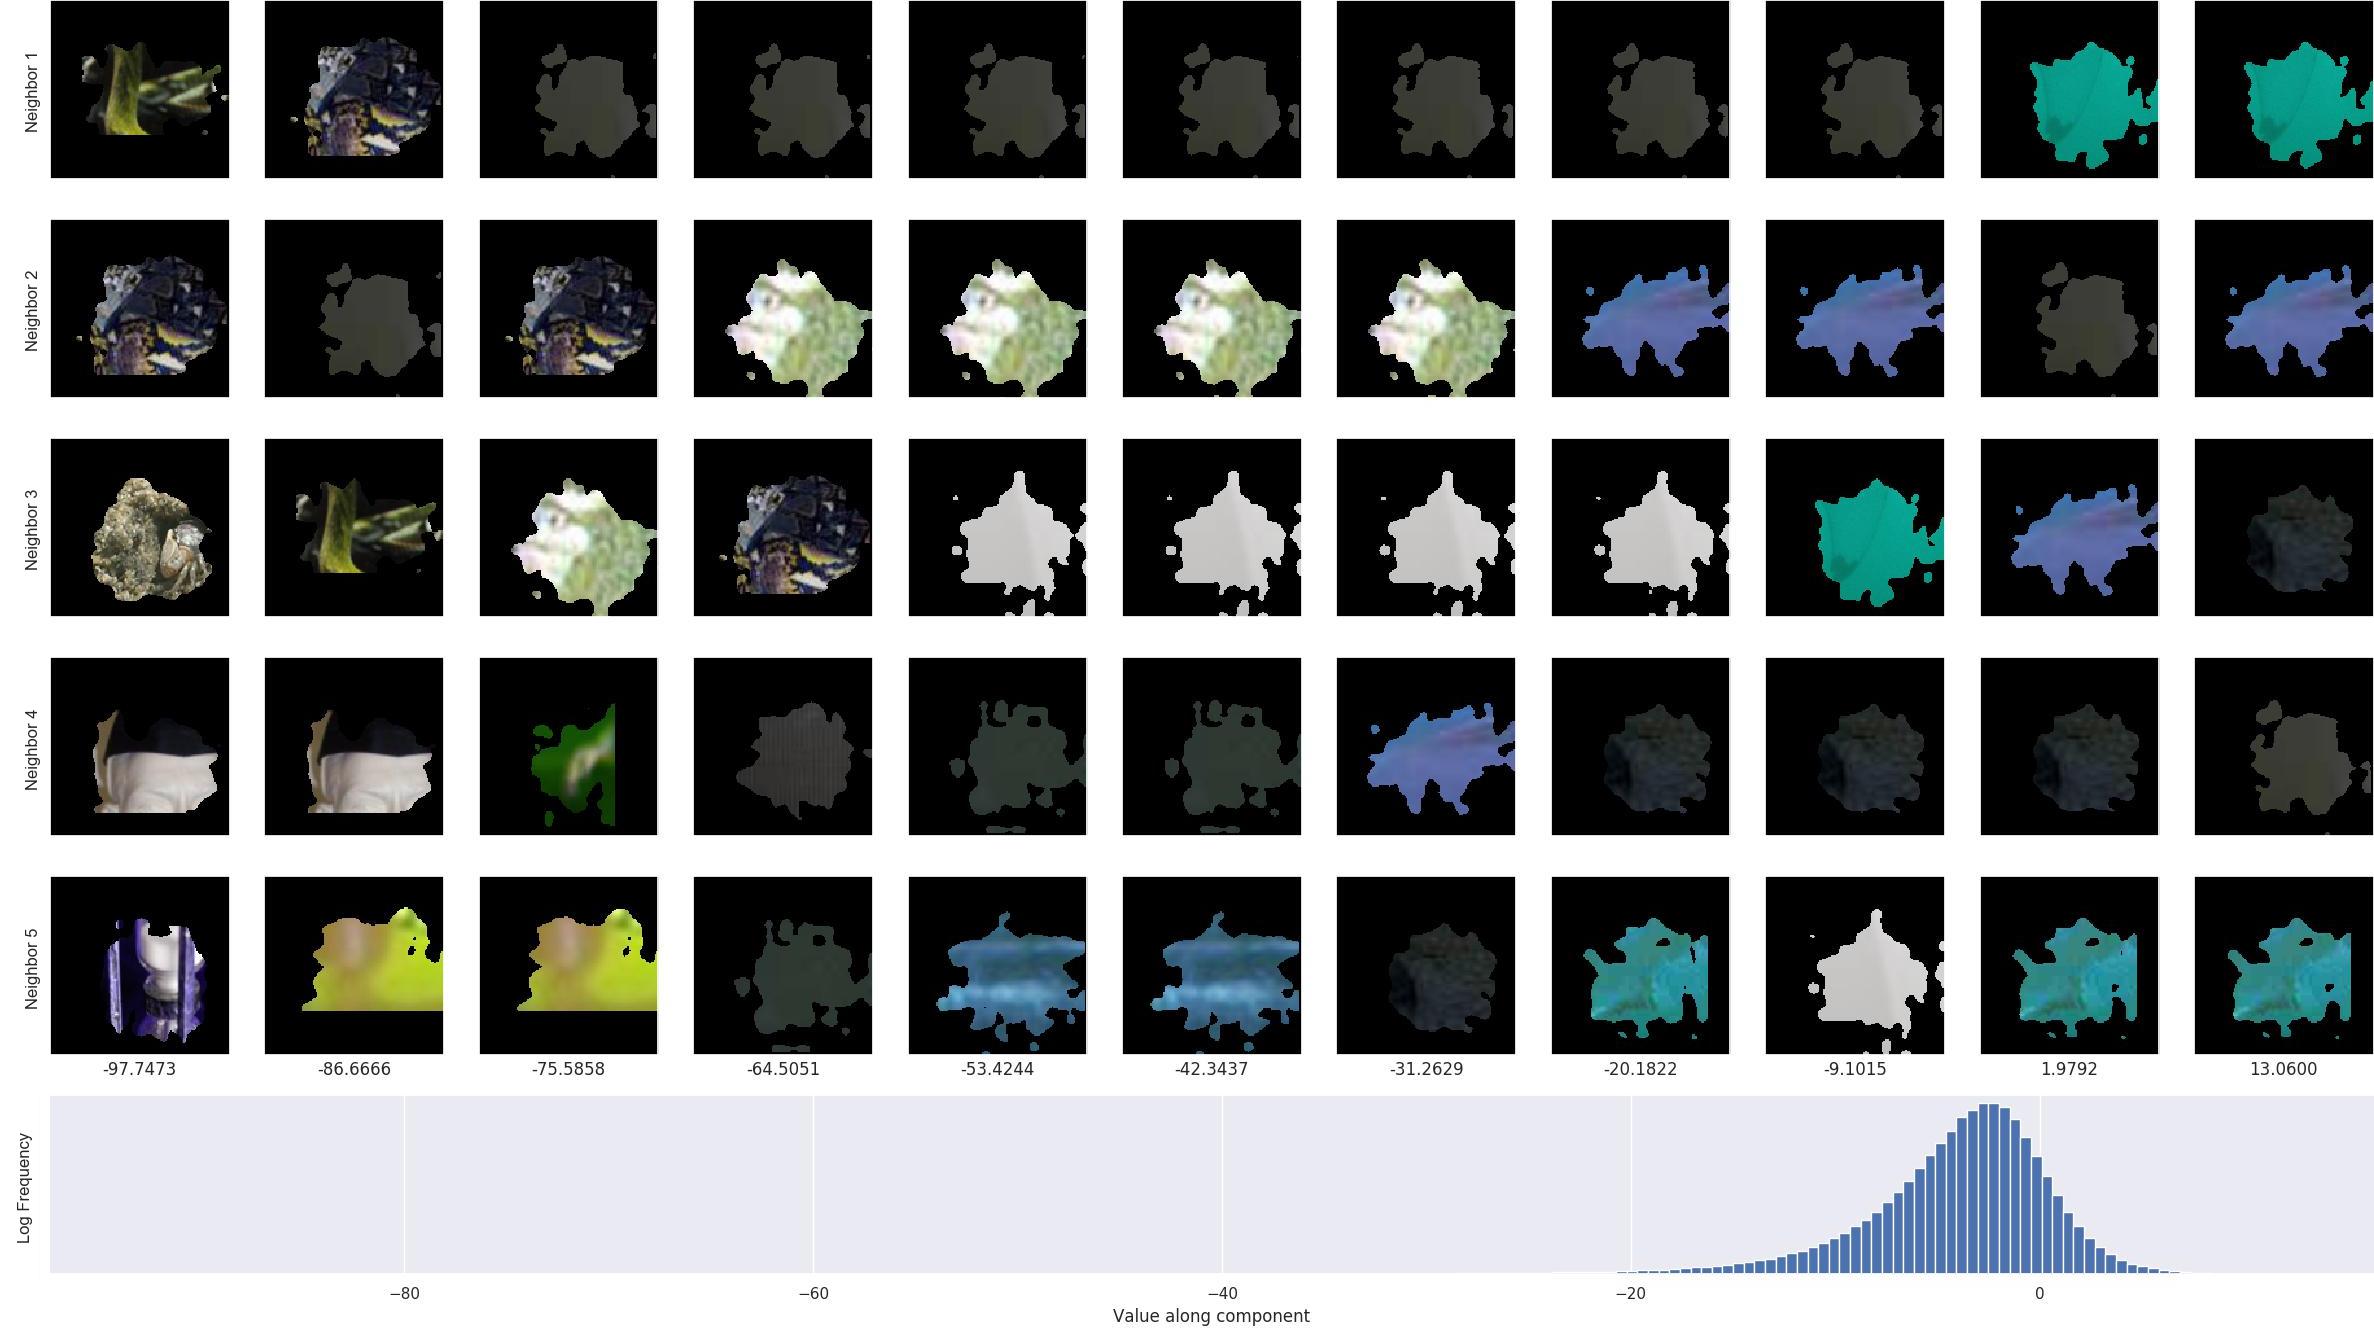 Neighbor 1
Neighbor 2
Neighbor 3
Neighbor 4
Neighbor 5
-97.7473 -86.6666 -75.5858 -64.5051 -53.4244 -42.3437 -31.2629 -20.1822 -9.1015 1.9792 13.0600
Log Frequency
−80 −60 −40 −20 0
Value along component